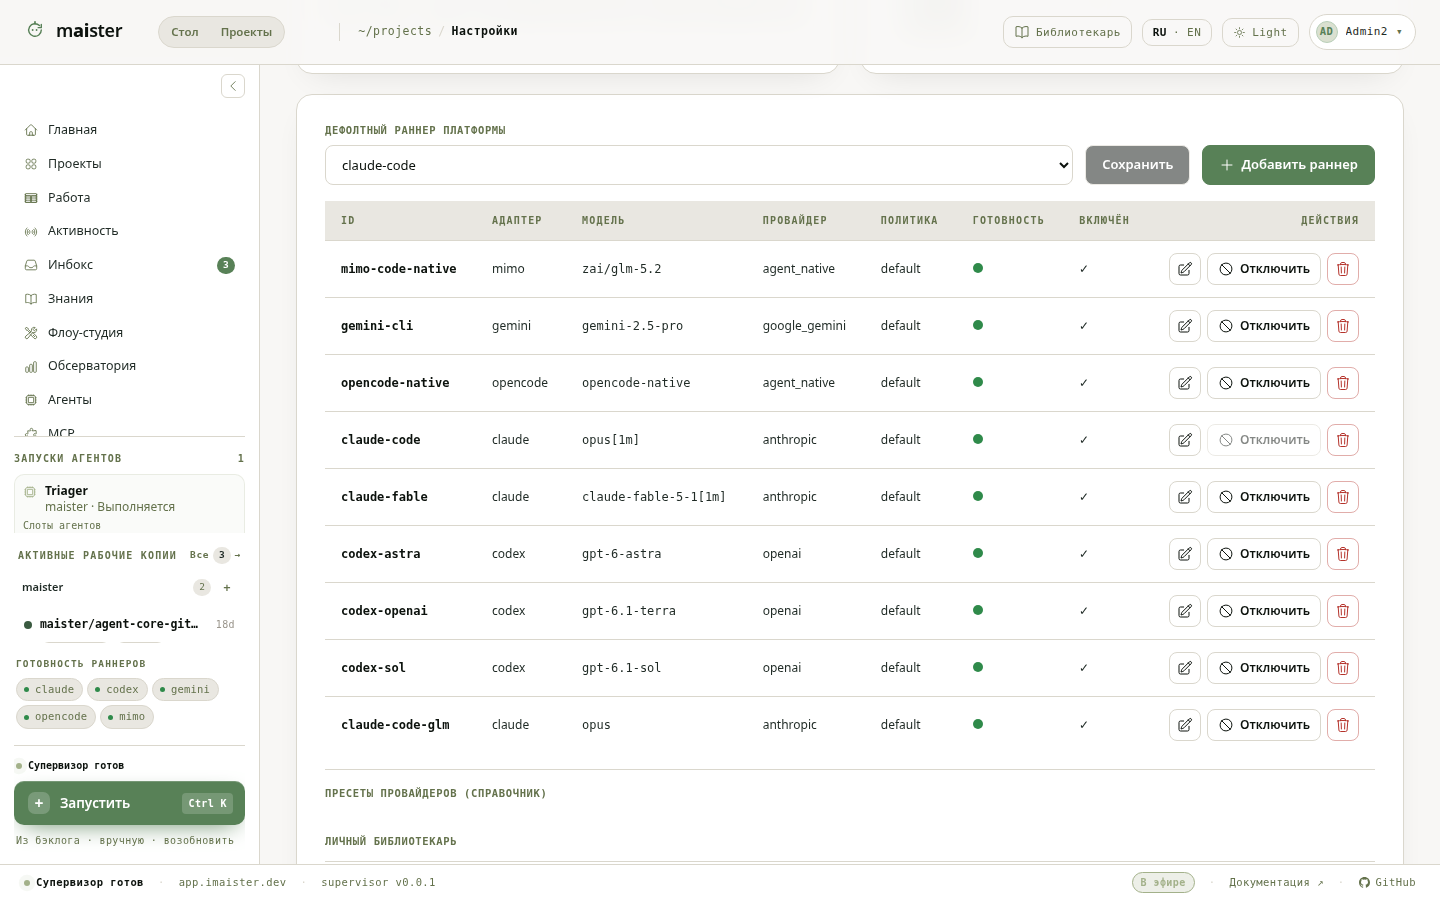 maister
Стол Проекты
~/projects / Настройки
Библиотекарь
RU · EN
Light
AD Admin2
Главная
Проекты
Работа
Активность
Инбокс 3
Знания
Флоу-студия
Обсерватория
Агенты
MCP
ЗАПУСКИ АГЕНТОВ 1
Triager
maister · Выполняется
Слоты агентов
АКТИВНЫЕ РАБОЧИЕ КОПИИ Все 3 →
maister 2 +
maister/agent-core-git… 18d
ГОТОВНОСТЬ РАННЕРОВ
claude codex gemini
opencode mimo
Супервизор готов
+ Запустить Ctrl K
Из бэклога · вручную · возобновить
ДЕФОЛТНЫЙ РАННЕР ПЛАТФОРМЫ
claude-code
Сохранить
+ Добавить раннер
ID АДАПТЕР МОДЕЛЬ ПРОВАЙДЕР ПОЛИТИКА ГОТОВНОСТЬ ВКЛЮЧЁН ДЕЙСТВИЯ
mimo-code-native mimo zai/glm-5.2 agent_native default ✓ Отключить
gemini-cli gemini gemini-2.5-pro google_gemini default ✓ Отключить
opencode-native opencode opencode-native agent_native default ✓ Отключить
claude-code claude opus[1m] anthropic default ✓ Отключить
claude-fable claude claude-fable-5-1[1m] anthropic default ✓ Отключить
codex-astra codex gpt-6-astra openai default ✓ Отключить
codex-openai codex gpt-6.1-terra openai default ✓ Отключить
codex-sol codex gpt-6.1-sol openai default ✓ Отключить
claude-code-glm claude opus anthropic default ✓ Отключить
ПРЕСЕТЫ ПРОВАЙДЕРОВ (СПРАВОЧНИК)
ЛИЧНЫЙ БИБЛИОТЕКАРЬ
Супервизор готов · app.imaister.dev · supervisor v0.0.1
В эфире · Документация ↗ · GitHub